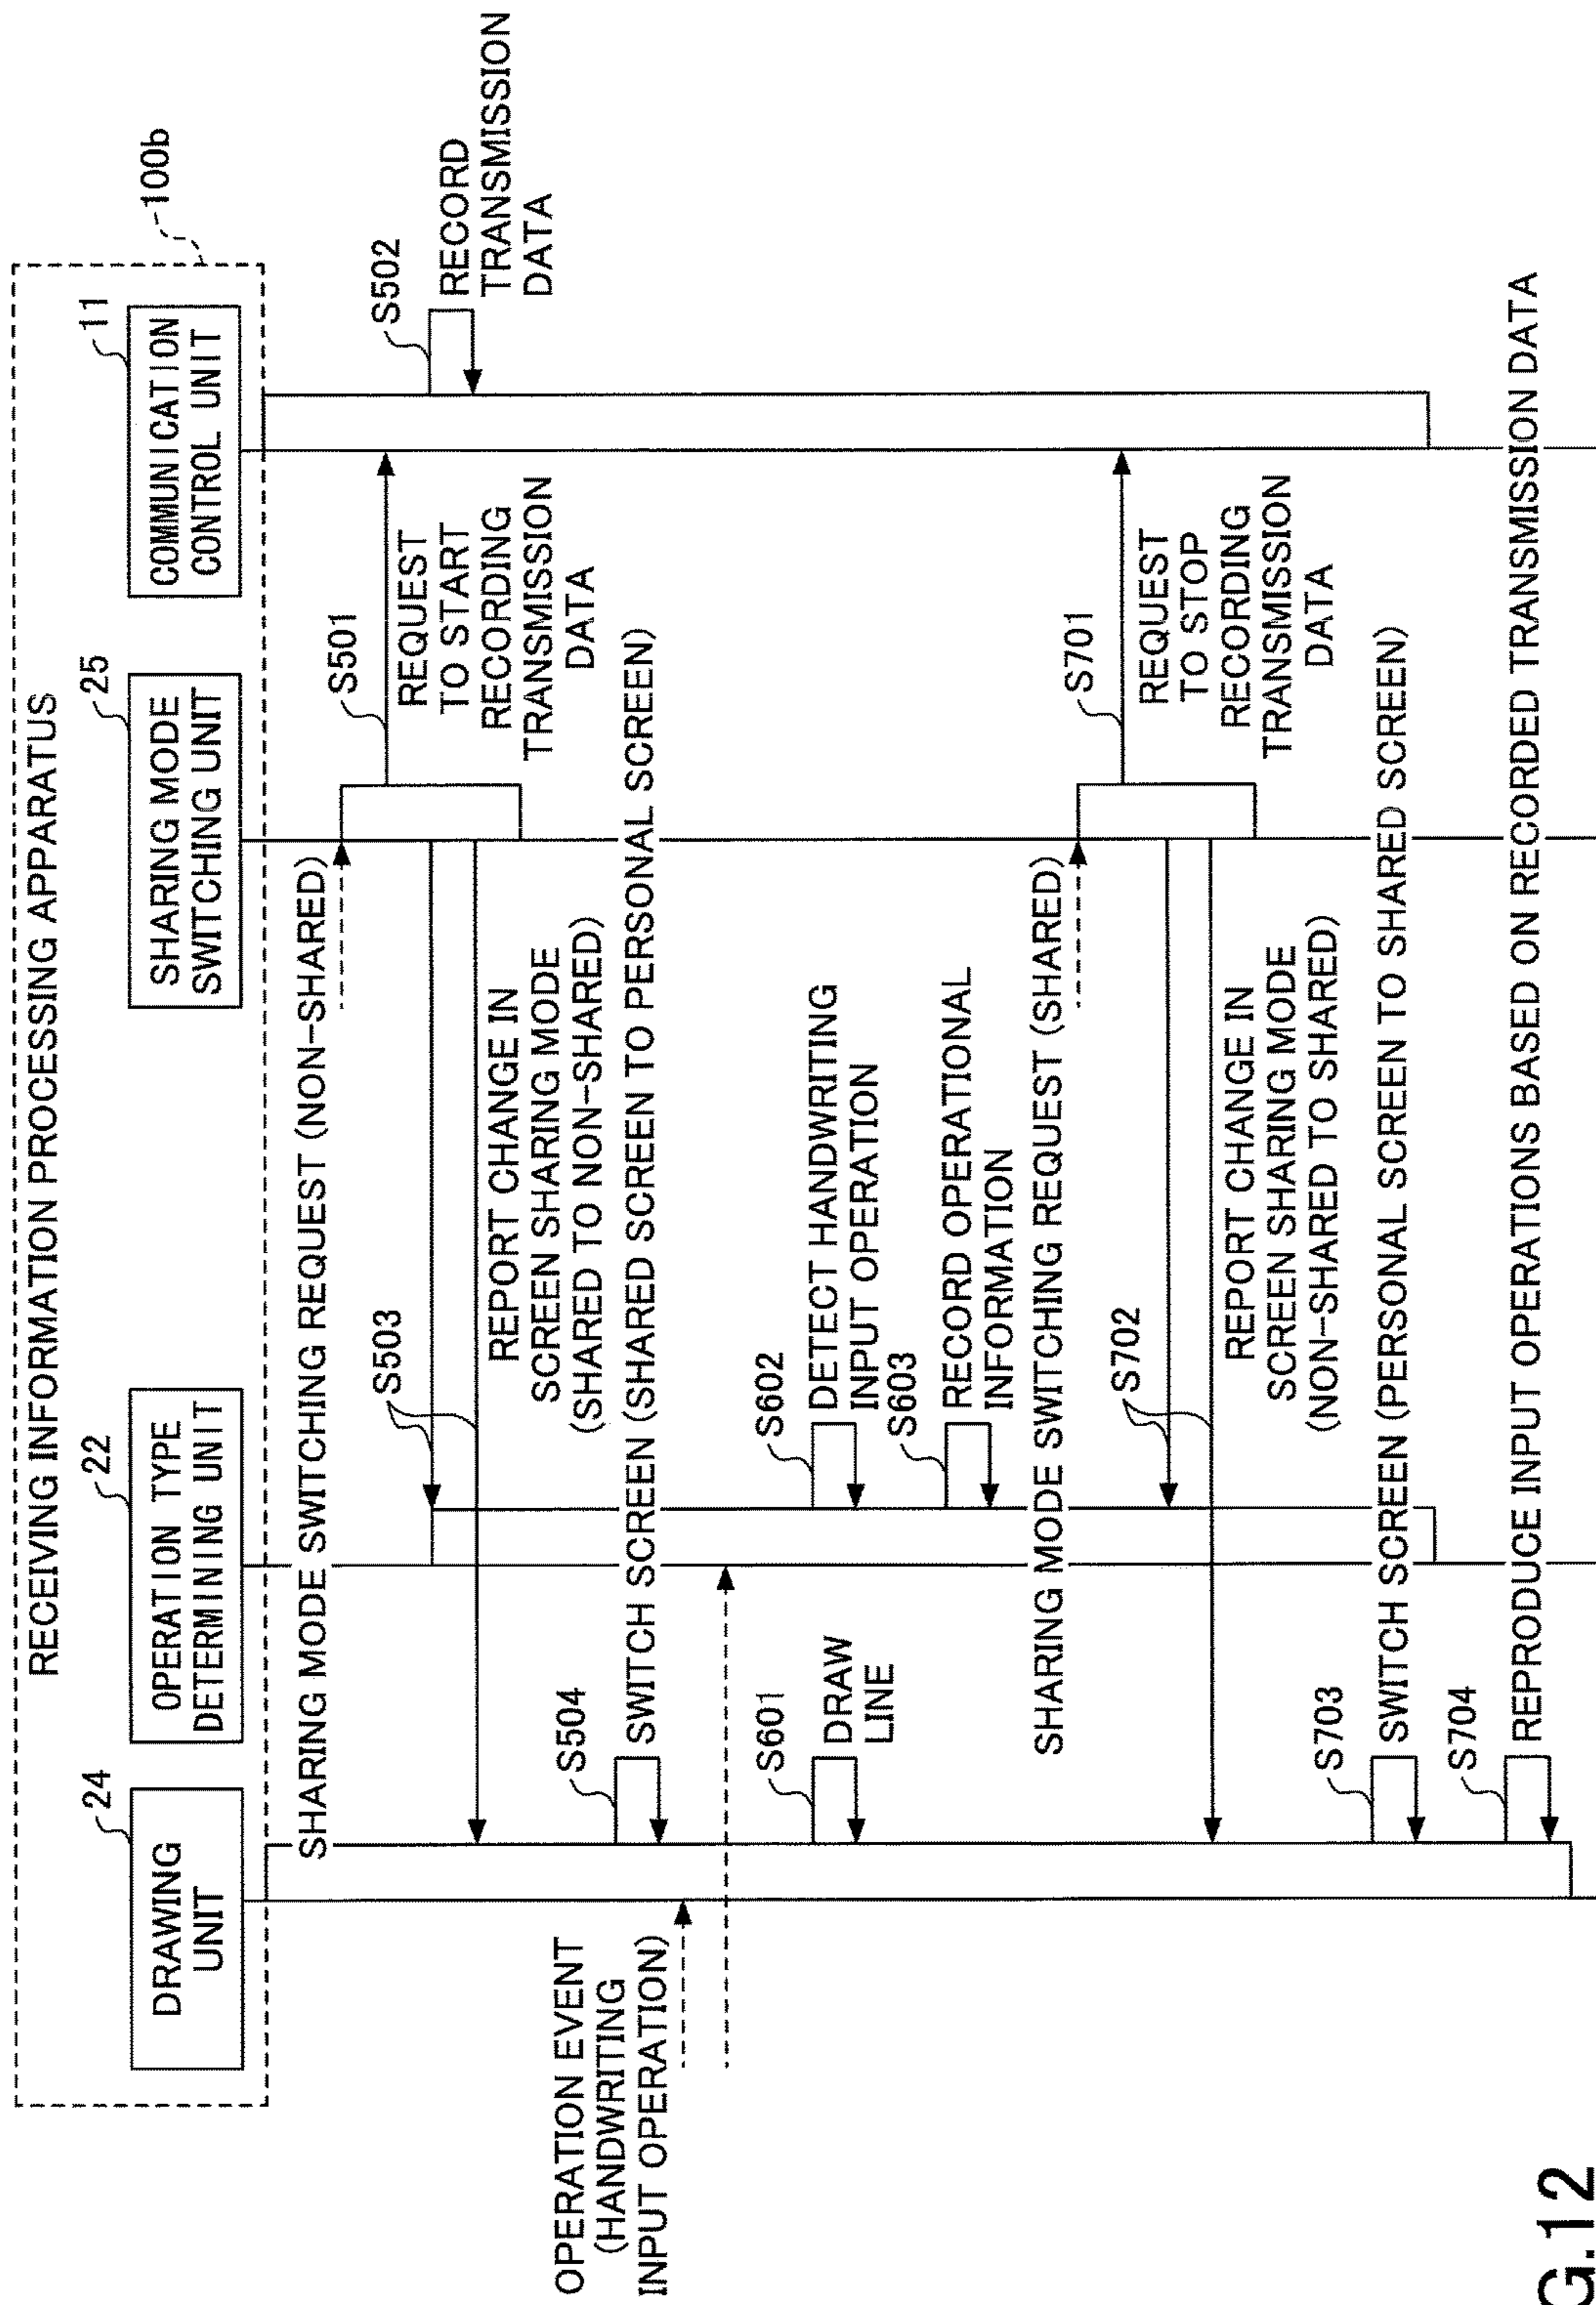 RECEIVING INFORMATION PROCESSING APPARATUS
100b
24
DRAWING
UNIT
22
OPERATION TYPE
DETERMINING UNIT
25
SHARING MODE
SWITCHING UNIT
11
COMMUNICATION
CONTROL UNIT
SHARING MODE SWITCHING REQUEST (NON-SHARED)
S501
REQUEST
TO START
RECORDING
TRANSMISSION
DATA
S502
RECORD
TRANSMISSION
DATA
S503
REPORT CHANGE IN
SCREEN SHARING MODE
(SHARED TO NON-SHARED)
S504
SWITCH SCREEN (SHARED SCREEN TO PERSONAL SCREEN)
OPERATION EVENT
(HANDWRITING
INPUT OPERATION)
S601
DRAW
LINE
S602
DETECT HANDWRITING
INPUT OPERATION
S603
RECORD OPERATIONAL
INFORMATION
SHARING MODE SWITCHING REQUEST (SHARED)
S701
REQUEST
TO STOP
RECORDING
TRANSMISSION
DATA
S702
REPORT CHANGE IN
SCREEN SHARING MODE
(NON-SHARED TO SHARED)
S703
SWITCH SCREEN (PERSONAL SCREEN TO SHARED SCREEN)
S704
REPRODUCE INPUT OPERATIONS BASED ON RECORDED TRANSMISSION DATA
G.12